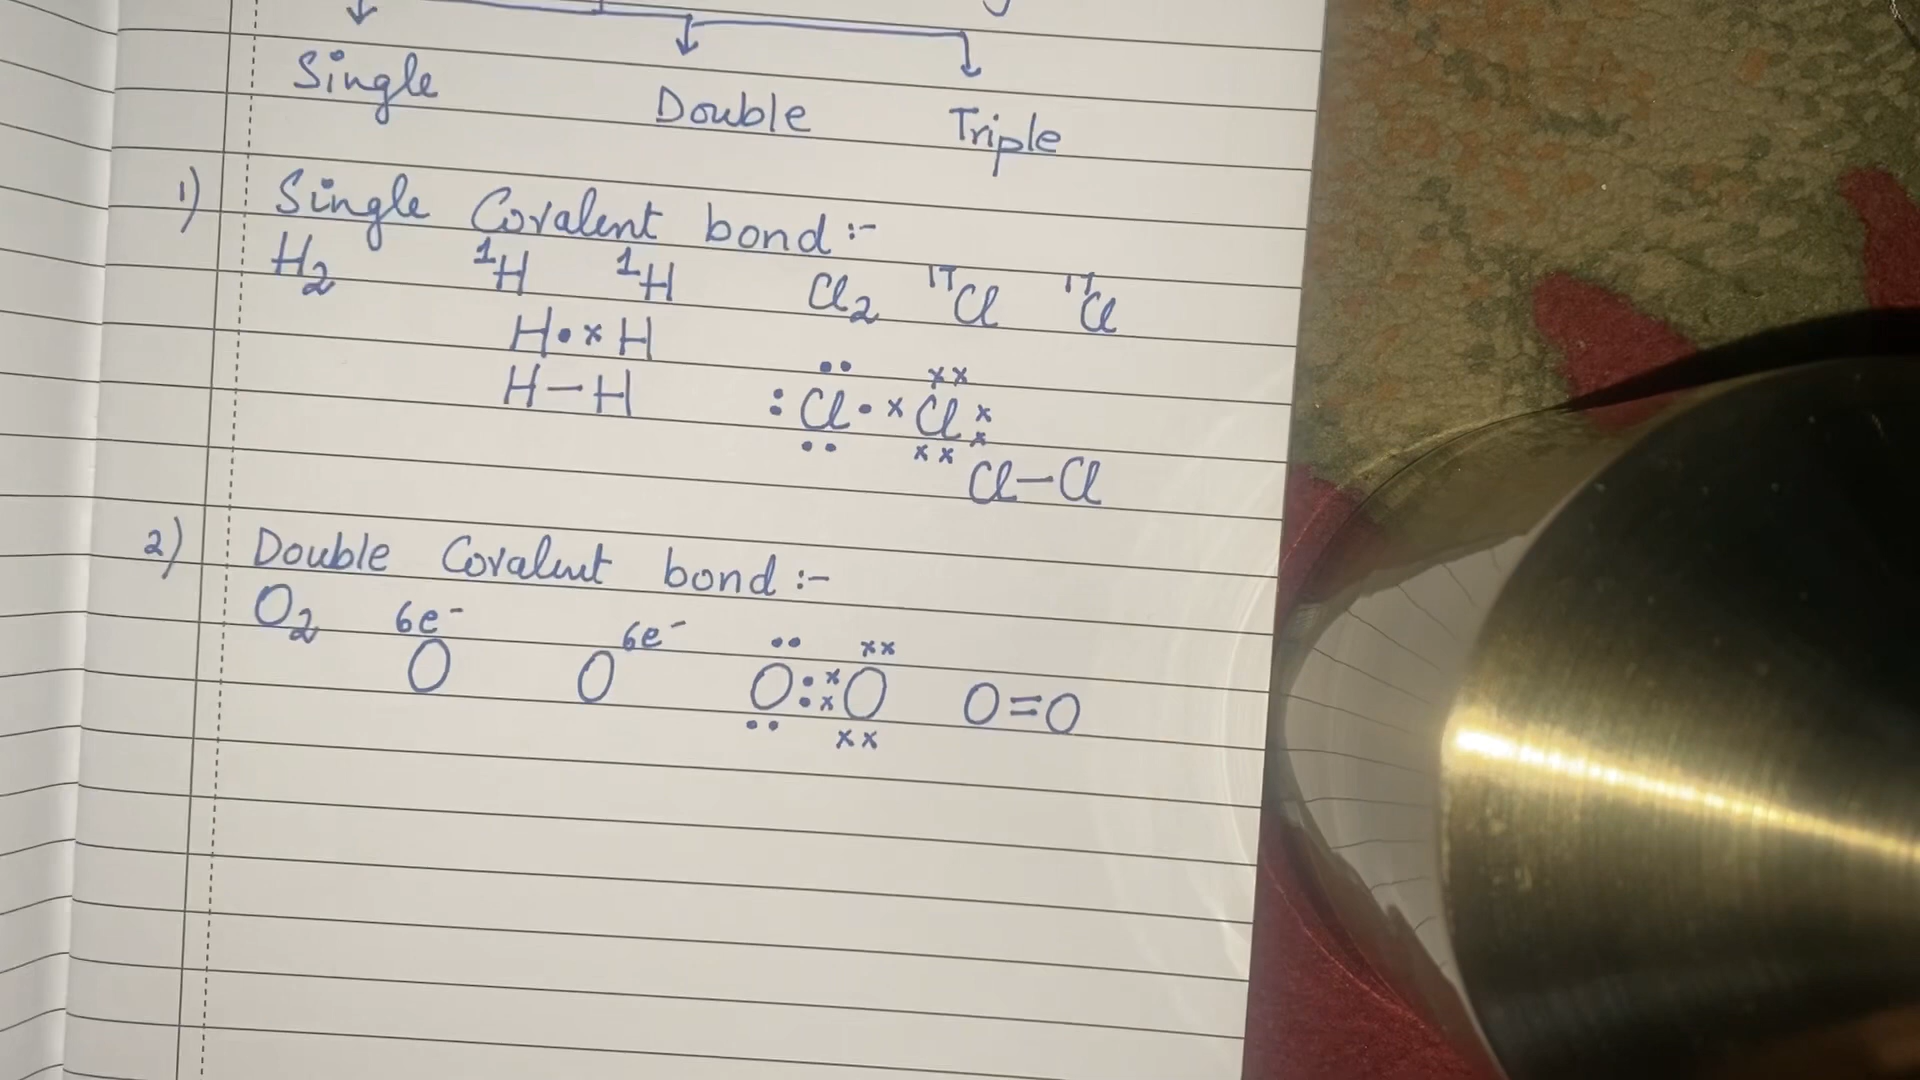 Single Double Triple
1) Single Covalent bond :-
H₂ ¹H ¹H Cl₂ ¹⁷Cl ¹⁷Cl
H•×H
H–H
:Cl•×Cl××
Cl–Cl
2) Double Covalent bond :-
O₂ 6e⁻ 6e⁻
O O O:××O O=O